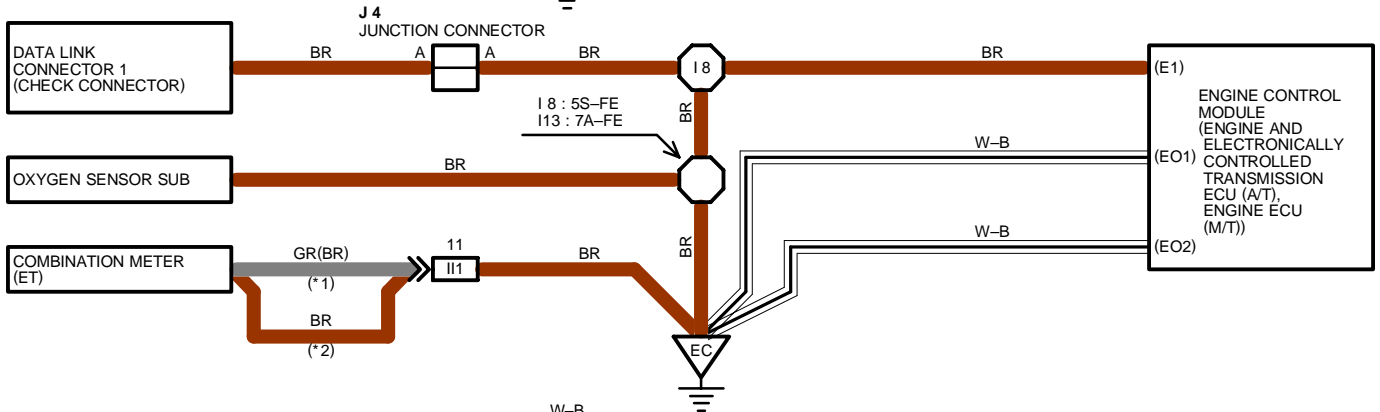 J 4
JUNCTION CONNECTOR
DATA LINK
CONNECTOR 1
(CHECK CONNECTOR)
BR
A
A
BR
I 8
BR
(E1)
ENGINE CONTROL
MODULE
(ENGINE AND
ELECTRONICALLY
CONTROLLED
TRANSMISSION
ECU (A/T),
ENGINE ECU
(M/T))
I 8 : 5S–FE
I13 : 7A–FE
BR
W–B
(EO1)
OXYGEN SENSOR SUB
BR
BR
W–B
(EO2)
COMBINATION METER
(ET)
GR(BR)
(*1)
11
II1
BR
BR
(*2)
EC
W–B